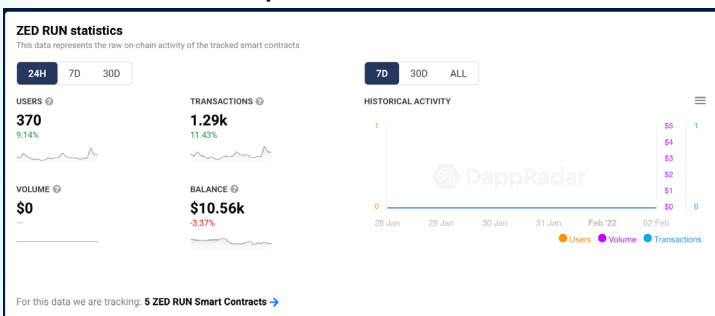 ZED RUN statistics
This data represents the raw on-chain activity of the tracked smart contracts
24H 7D 30D
7D 30D ALL
USERS
TRANSACTIONS
HISTORICAL ACTIVITY
370
1.29k
9.14%
11.43%
VOLUME
BALANCE
$0
$10.56k
–
-3.37%
1
$5 1
$4
$3
$2
$1
0
$0 0
DappRadar
28 Jan 29 Jan 30 Jan 31 Jan Feb '22 02 Feb
Users Volume Transactions
For this data we are tracking: 5 ZED RUN Smart Contracts →